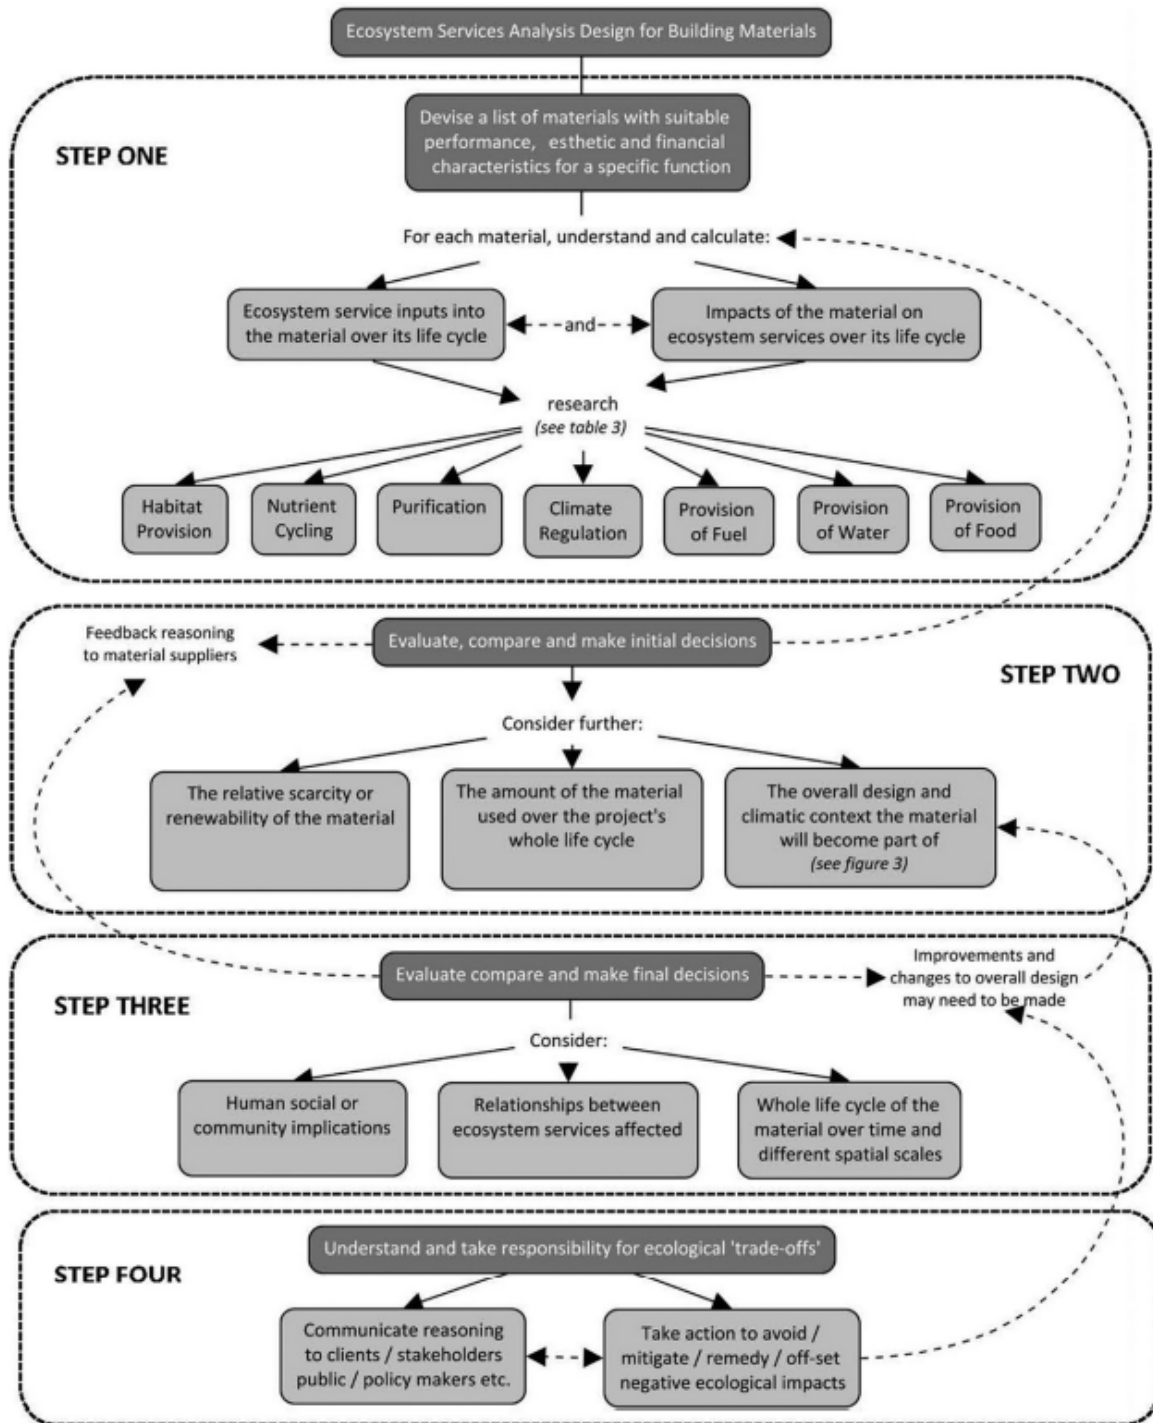 Ecosystem Services Analysis Design for Building Materials
STEP ONE
Devise a list of materials with suitable
performance, esthetic and financial
characteristics for a specific function
For each material, understand and calculate:
Ecosystem service inputs into
the material over its life cycle
and
Impacts of the material on
ecosystem services over its life cycle
research
(see table 3)
Habitat
Provision
Nutrient
Cycling
Purification
Climate
Regulation
Provision
of Fuel
Provision
of Water
Provision
of Food
Feedback reasoning
to material suppliers
Evaluate, compare and make initial decisions
STEP TWO
Consider further:
The relative scarcity or
renewability of the material
The amount of the material
used over the project's
whole life cycle
The overall design and
climatic context the material
will become part of
(see figure 3)
STEP THREE
Evaluate compare and make final decisions
Improvements and
changes to overall design
may need to be made
Consider:
Human social or
community implications
Relationships between
ecosystem services affected
Whole life cycle of the
material over time and
different spatial scales
STEP FOUR
Understand and take responsibility for ecological 'trade-offs'
Communicate reasoning
to clients / stakeholders
public / policy makers etc.
Take action to avoid /
mitigate / remedy / off-set
negative ecological impacts